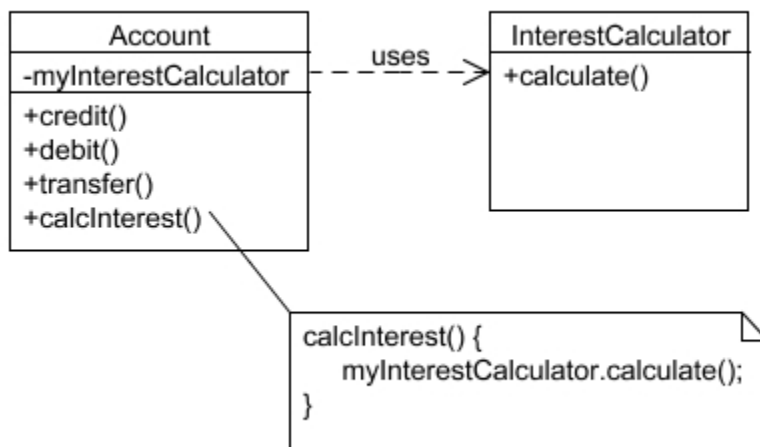 Account
-myInterestCalculator
+credit()
+debit()
+transfer()
+calcInterest()
uses
InterestCalculator
+calculate()
calcInterest() {
myInterestCalculator.calculate();
}